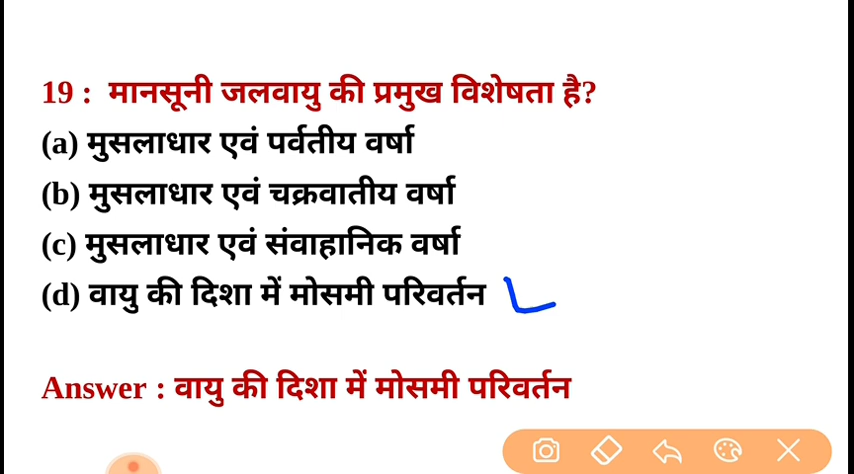 19 : मानसूनी जलवायु की प्रमुख विशेषता है?
(a) मुसलाधार एवं पर्वतीय वर्षा
(b) मुसलाधार एवं चक्रवातीय वर्षा
(c) मुसलाधार एवं संवाहानिक वर्षा
(d) वायु की दिशा में मोसमी परिवर्तन
Answer : वायु की दिशा में मोसमी परिवर्तन